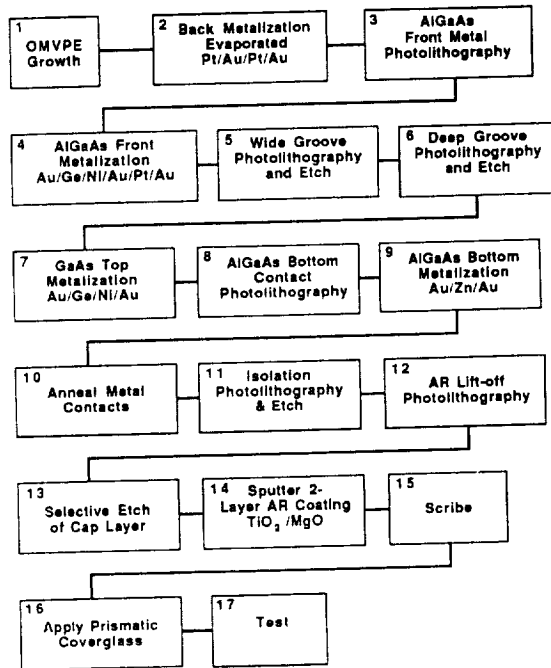 1
OMVPE
Growth
2
Back Metalization
Evaporated
Pt/Au/Pt/Au
3
AlGaAs
Front Metal
Photolithography
4
AlGaAs Front
Metalization
Au/Ge/Ni/Au/Pt/Au
5
Wide Groove
Photolithography
and Etch
6
Deep Groove
Photolithography
and Etch
7
GaAs Top
Metalization
Au/Ge/Ni/Au
8
AlGaAs Bottom
Contact
Photolithography
9
AlGaAs Bottom
Metalization
Au/Zn/Au
10
Anneal Metal
Contacts
11
Isolation
Photolithography
& Etch
12
AR Lift-off
Photolithography
13
Selective Etch
of Cap Layer
14
Sputter 2-
Layer AR Coating
TiO₂/MgO
15
Scribe
16
Apply Prismatic
Coverglass
17
Test